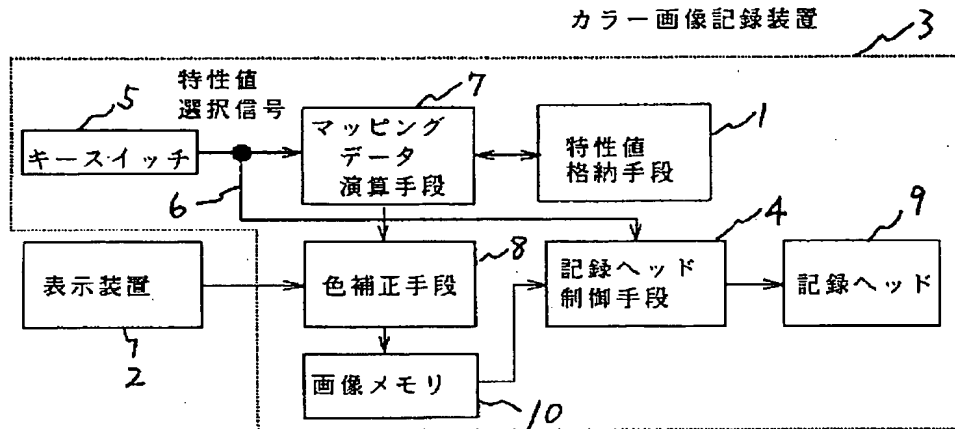 カラー画像記録装置
3
特性値
選択信号
5
7
1
キースイッチ
マッピング
データ
演算手段
特性値
格納手段
6
4
9
8
表示装置
色補正手段
記録ヘッド
制御手段
記録ヘッド
2
画像メモリ
10